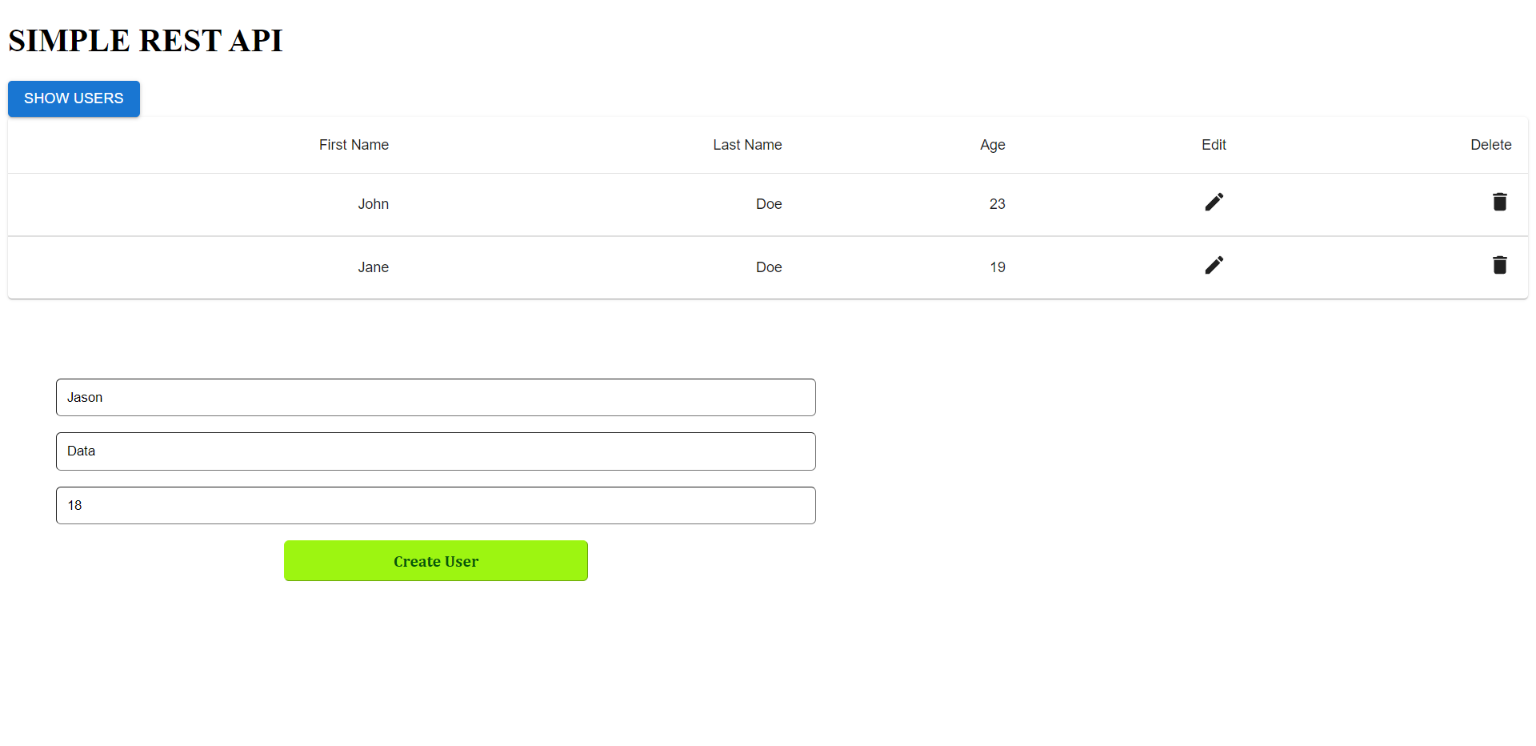 SIMPLE REST API
SHOW USERS
First Name Last Name Age Edit Delete
John Doe 23
Jane Doe 19
Jason
Data
18
Create User